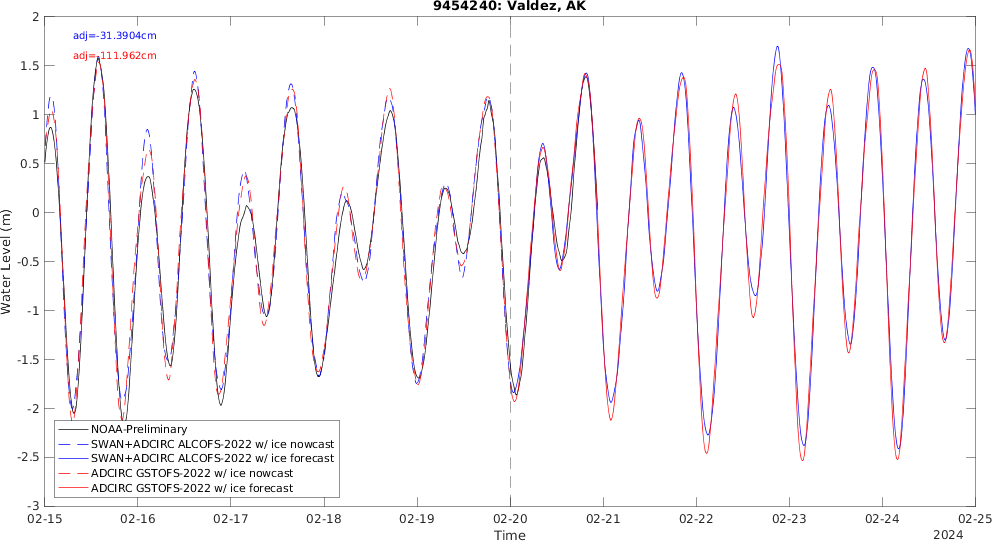 9454240: Valdez, AK
adj=-31.3904cm
adj=-111.962cm
2
1.5
1
0.5
0
-0.5
-1
-1.5
-2
-2.5
-3
Water Level (m)
NOAA-Preliminary
SWAN+ADCIRC ALCOFS-2022 w/ ice nowcast
SWAN+ADCIRC ALCOFS-2022 w/ ice forecast
ADCIRC GSTOFS-2022 w/ ice nowcast
ADCIRC GSTOFS-2022 w/ ice forecast
02-15 02-16 02-17 02-18 02-19 02-20 02-21 02-22 02-23 02-24 02-25
Time
2024